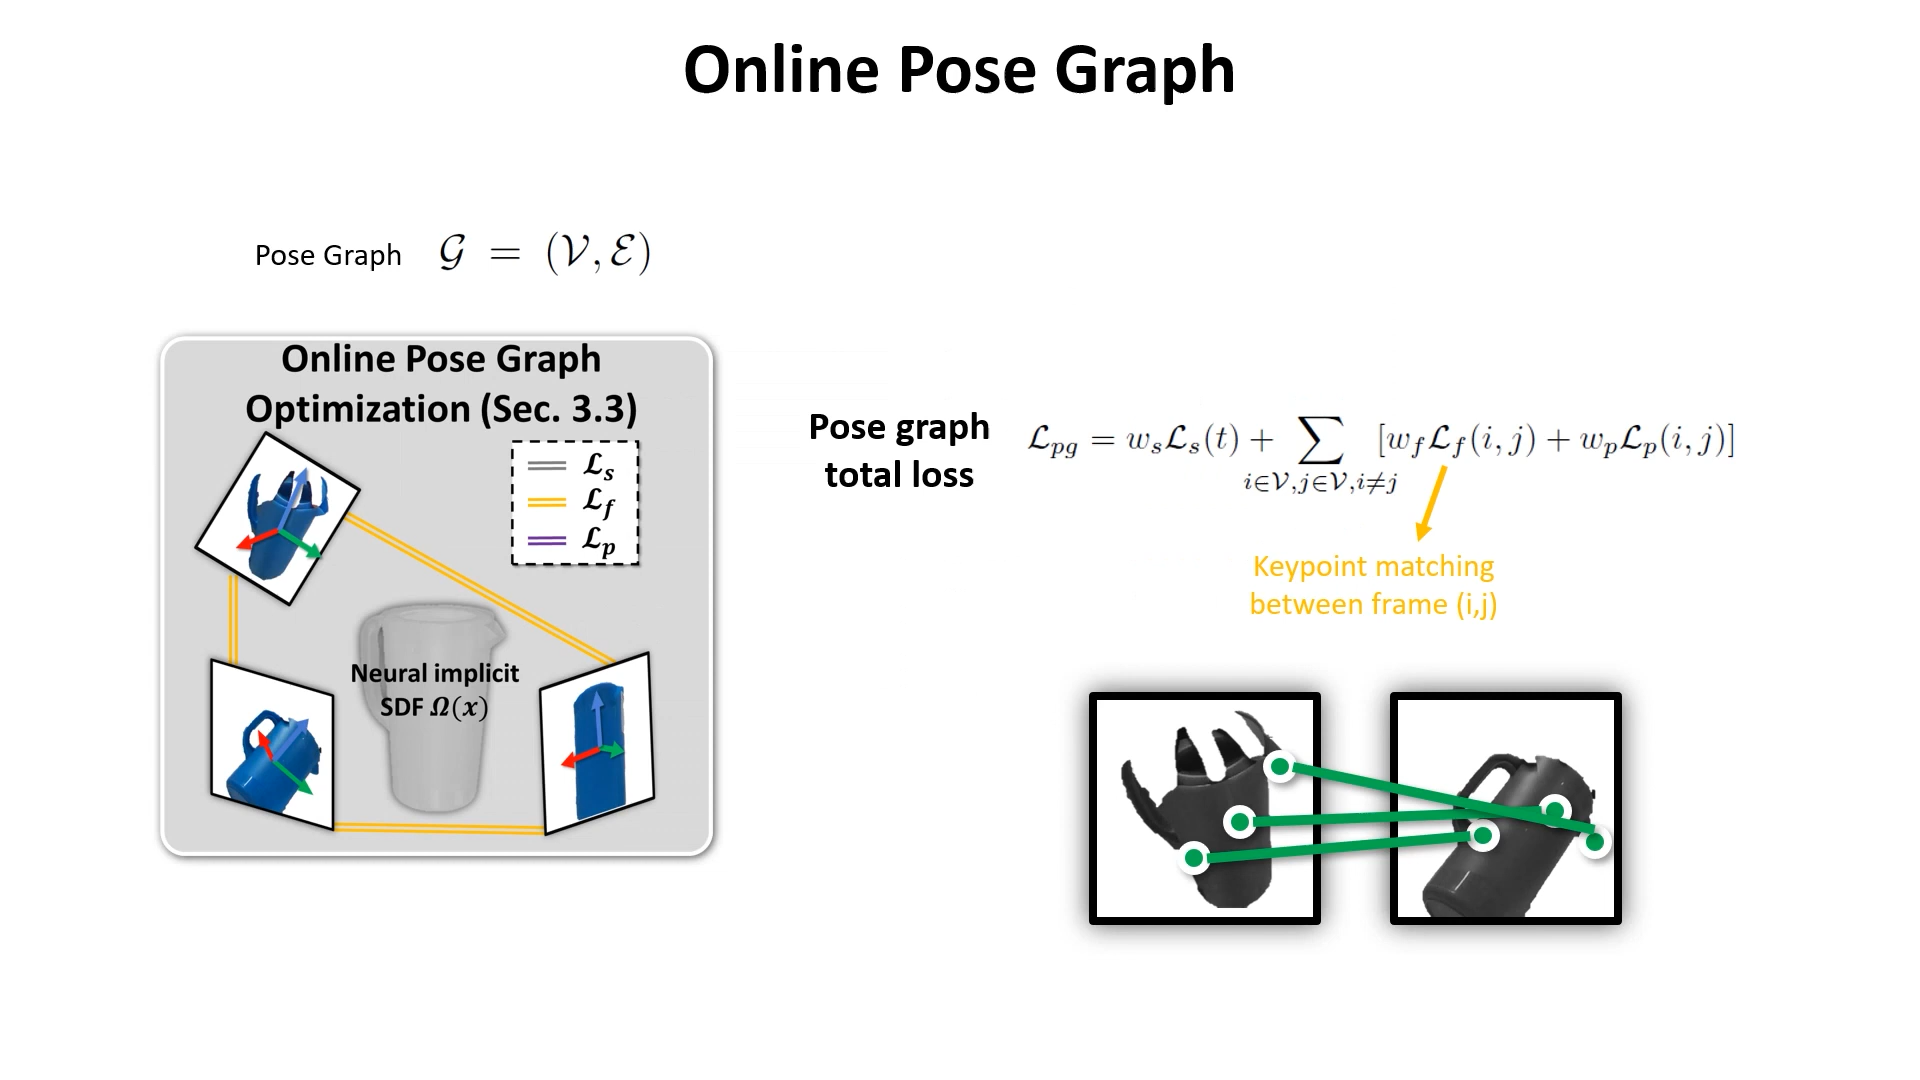 Online Pose Graph
Pose Graph 𝒢 = (𝒱, ℰ)
Online Pose Graph
Optimization (Sec. 3.3)
ℒ_s
ℒ_f
ℒ_p
Neural implicit
SDF Ω(x)
Pose graph
total loss
ℒ_pg = w_s ℒ_s(t) + ∑_{i∈𝒱, j∈𝒱, i≠j} [w_f ℒ_f(i, j) + w_p ℒ_p(i, j)]
Keypoint matching
between frame (i,j)